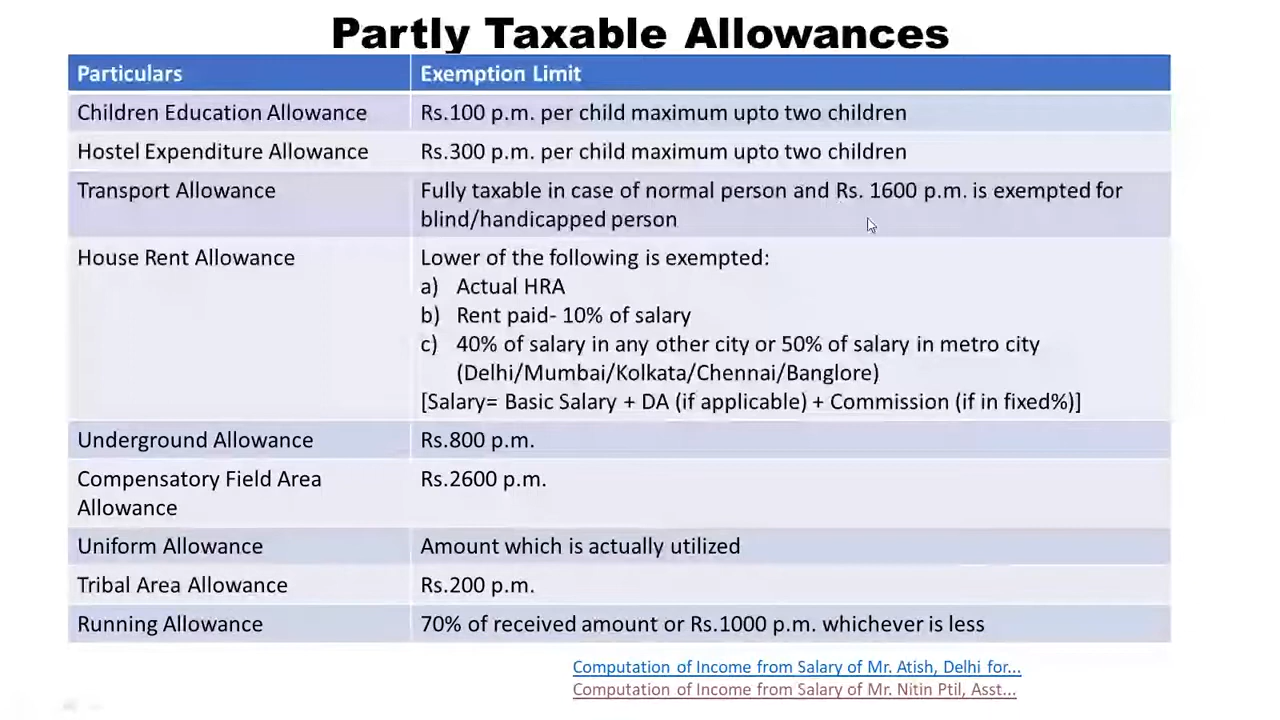 Partly Taxable Allowances
Particulars
Exemption Limit
Children Education Allowance
Rs.100 p.m. per child maximum upto two children
Hostel Expenditure Allowance
Rs.300 p.m. per child maximum upto two children
Transport Allowance
Fully taxable in case of normal person and Rs. 1600 p.m. is exempted for
blind/handicapped person
House Rent Allowance
Lower of the following is exempted:
a) Actual HRA
b) Rent paid- 10% of salary
c) 40% of salary in any other city or 50% of salary in metro city
(Delhi/Mumbai/Kolkata/Chennai/Banglore)
[Salary= Basic Salary + DA (if applicable) + Commission (if in fixed%)]
Underground Allowance
Rs.800 p.m.
Compensatory Field Area
Allowance
Rs.2600 p.m.
Uniform Allowance
Amount which is actually utilized
Tribal Area Allowance
Rs.200 p.m.
Running Allowance
70% of received amount or Rs.1000 p.m. whichever is less
Computation of Income from Salary of Mr. Atish, Delhi for...
Computation of Income from Salary of Mr. Nitin Ptil, Asst...